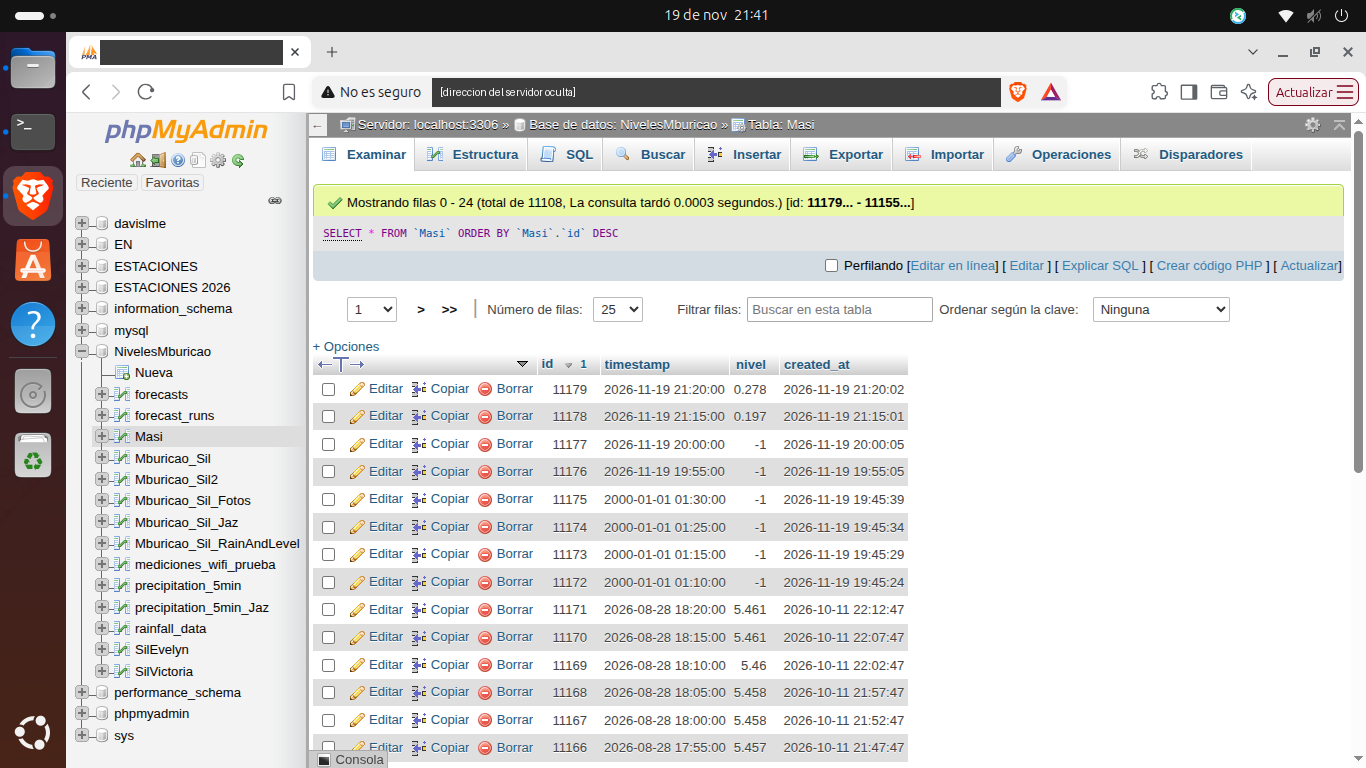 19 de nov 21:41
PMA
No es seguro
[direccion del servidor oculta]
Actualizar
phpMyAdmin
Reciente Favoritas
davislme
EN
ESTACIONES
ESTACIONES 2026
information_schema
mysql
NivelesMburicao
Nueva
forecasts
forecast_runs
Masi
Mburicao_Sil
Mburicao_Sil2
Mburicao_Sil_Fotos
Mburicao_Sil_Jaz
Mburicao_Sil_RainAndLevel
mediciones_wifi_prueba
precipitation_5min
precipitation_5min_Jaz
rainfall_data
SilEvelyn
SilVictoria
performance_schema
phpmyadmin
sys
Servidor: localhost:3306 » Base de datos: NivelesMburicao » Tabla: Masi
Examinar Estructura SQL Buscar Insertar Exportar Importar Operaciones Disparadores
Mostrando filas 0 - 24 (total de 11108, La consulta tardó 0.0003 segundos.) [id: 11179... - 11155...]
SELECT * FROM `Masi` ORDER BY `Masi`.`id` DESC
Perfilando [Editar en línea] [ Editar ] [ Explicar SQL ] [ Crear código PHP ] [ Actualizar]
1 > >> | Número de filas: 25 Filtrar filas: Buscar en esta tabla Ordenar según la clave: Ninguna
+ Opciones
id 1 timestamp nivel created_at
Editar Copiar Borrar 11179 2026-11-19 21:20:00 0.278 2026-11-19 21:20:02
Editar Copiar Borrar 11178 2026-11-19 21:15:00 0.197 2026-11-19 21:15:01
Editar Copiar Borrar 11177 2026-11-19 20:00:00 -1 2026-11-19 20:00:05
Editar Copiar Borrar 11176 2026-11-19 19:55:00 -1 2026-11-19 19:55:05
Editar Copiar Borrar 11175 2000-01-01 01:30:00 -1 2026-11-19 19:45:39
Editar Copiar Borrar 11174 2000-01-01 01:25:00 -1 2026-11-19 19:45:34
Editar Copiar Borrar 11173 2000-01-01 01:15:00 -1 2026-11-19 19:45:29
Editar Copiar Borrar 11172 2000-01-01 01:10:00 -1 2026-11-19 19:45:24
Editar Copiar Borrar 11171 2026-08-28 18:20:00 5.461 2026-10-11 22:12:47
Editar Copiar Borrar 11170 2026-08-28 18:15:00 5.461 2026-10-11 22:07:47
Editar Copiar Borrar 11169 2026-08-28 18:10:00 5.46 2026-10-11 22:02:47
Editar Copiar Borrar 11168 2026-08-28 18:05:00 5.458 2026-10-11 21:57:47
Editar Copiar Borrar 11167 2026-08-28 18:00:00 5.458 2026-10-11 21:52:47
Editar Copiar Borrar 11166 2026-08-28 17:55:00 5.457 2026-10-11 21:47:47
Consola